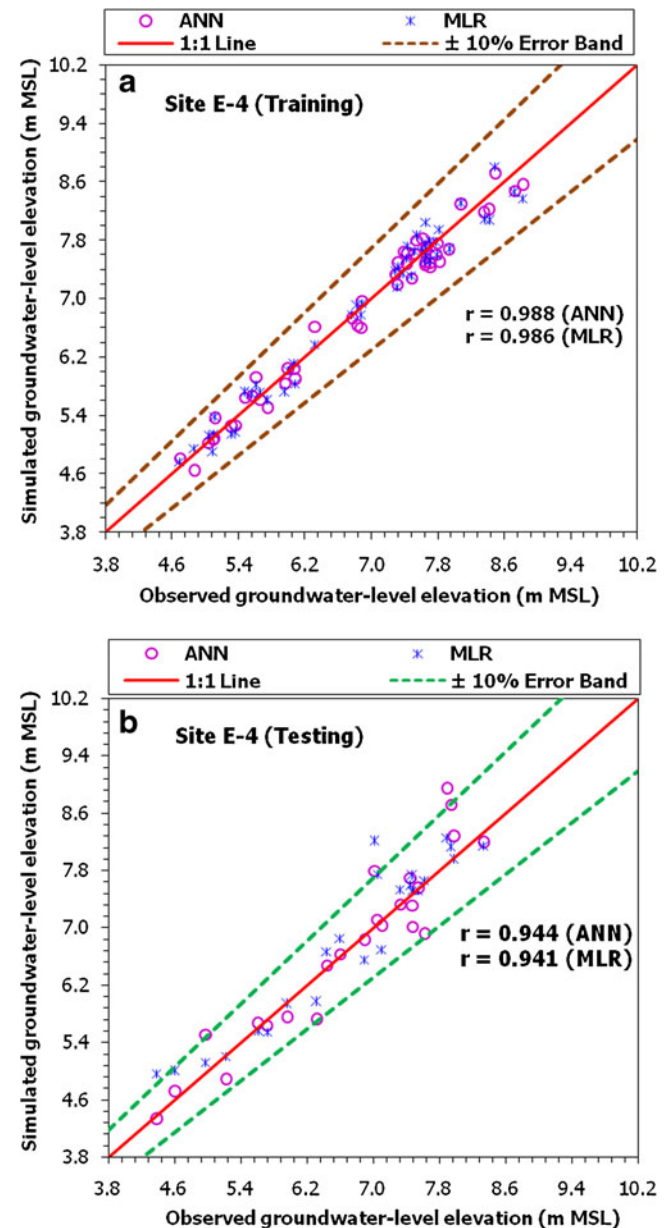 ANN MLR
1:1 Line ± 10% Error Band
a Site E-4 (Training)
Simulated groundwater-level elevation (m MSL)
10.2
9.4
8.6
7.8
7.0
6.2
5.4
4.6
3.8
r = 0.988 (ANN)
r = 0.986 (MLR)
3.8 4.6 5.4 6.2 7.0 7.8 8.6 9.4 10.2
Observed groundwater-level elevation (m MSL)
ANN MLR
1:1 Line ± 10% Error Band
b Site E-4 (Testing)
Simulated groundwater-level elevation (m MSL)
10.2
9.4
8.6
7.8
7.0
6.2
5.4
4.6
3.8
r = 0.944 (ANN)
r = 0.941 (MLR)
3.8 4.6 5.4 6.2 7.0 7.8 8.6 9.4 10.2
Observed groundwater-level elevation (m MSL)